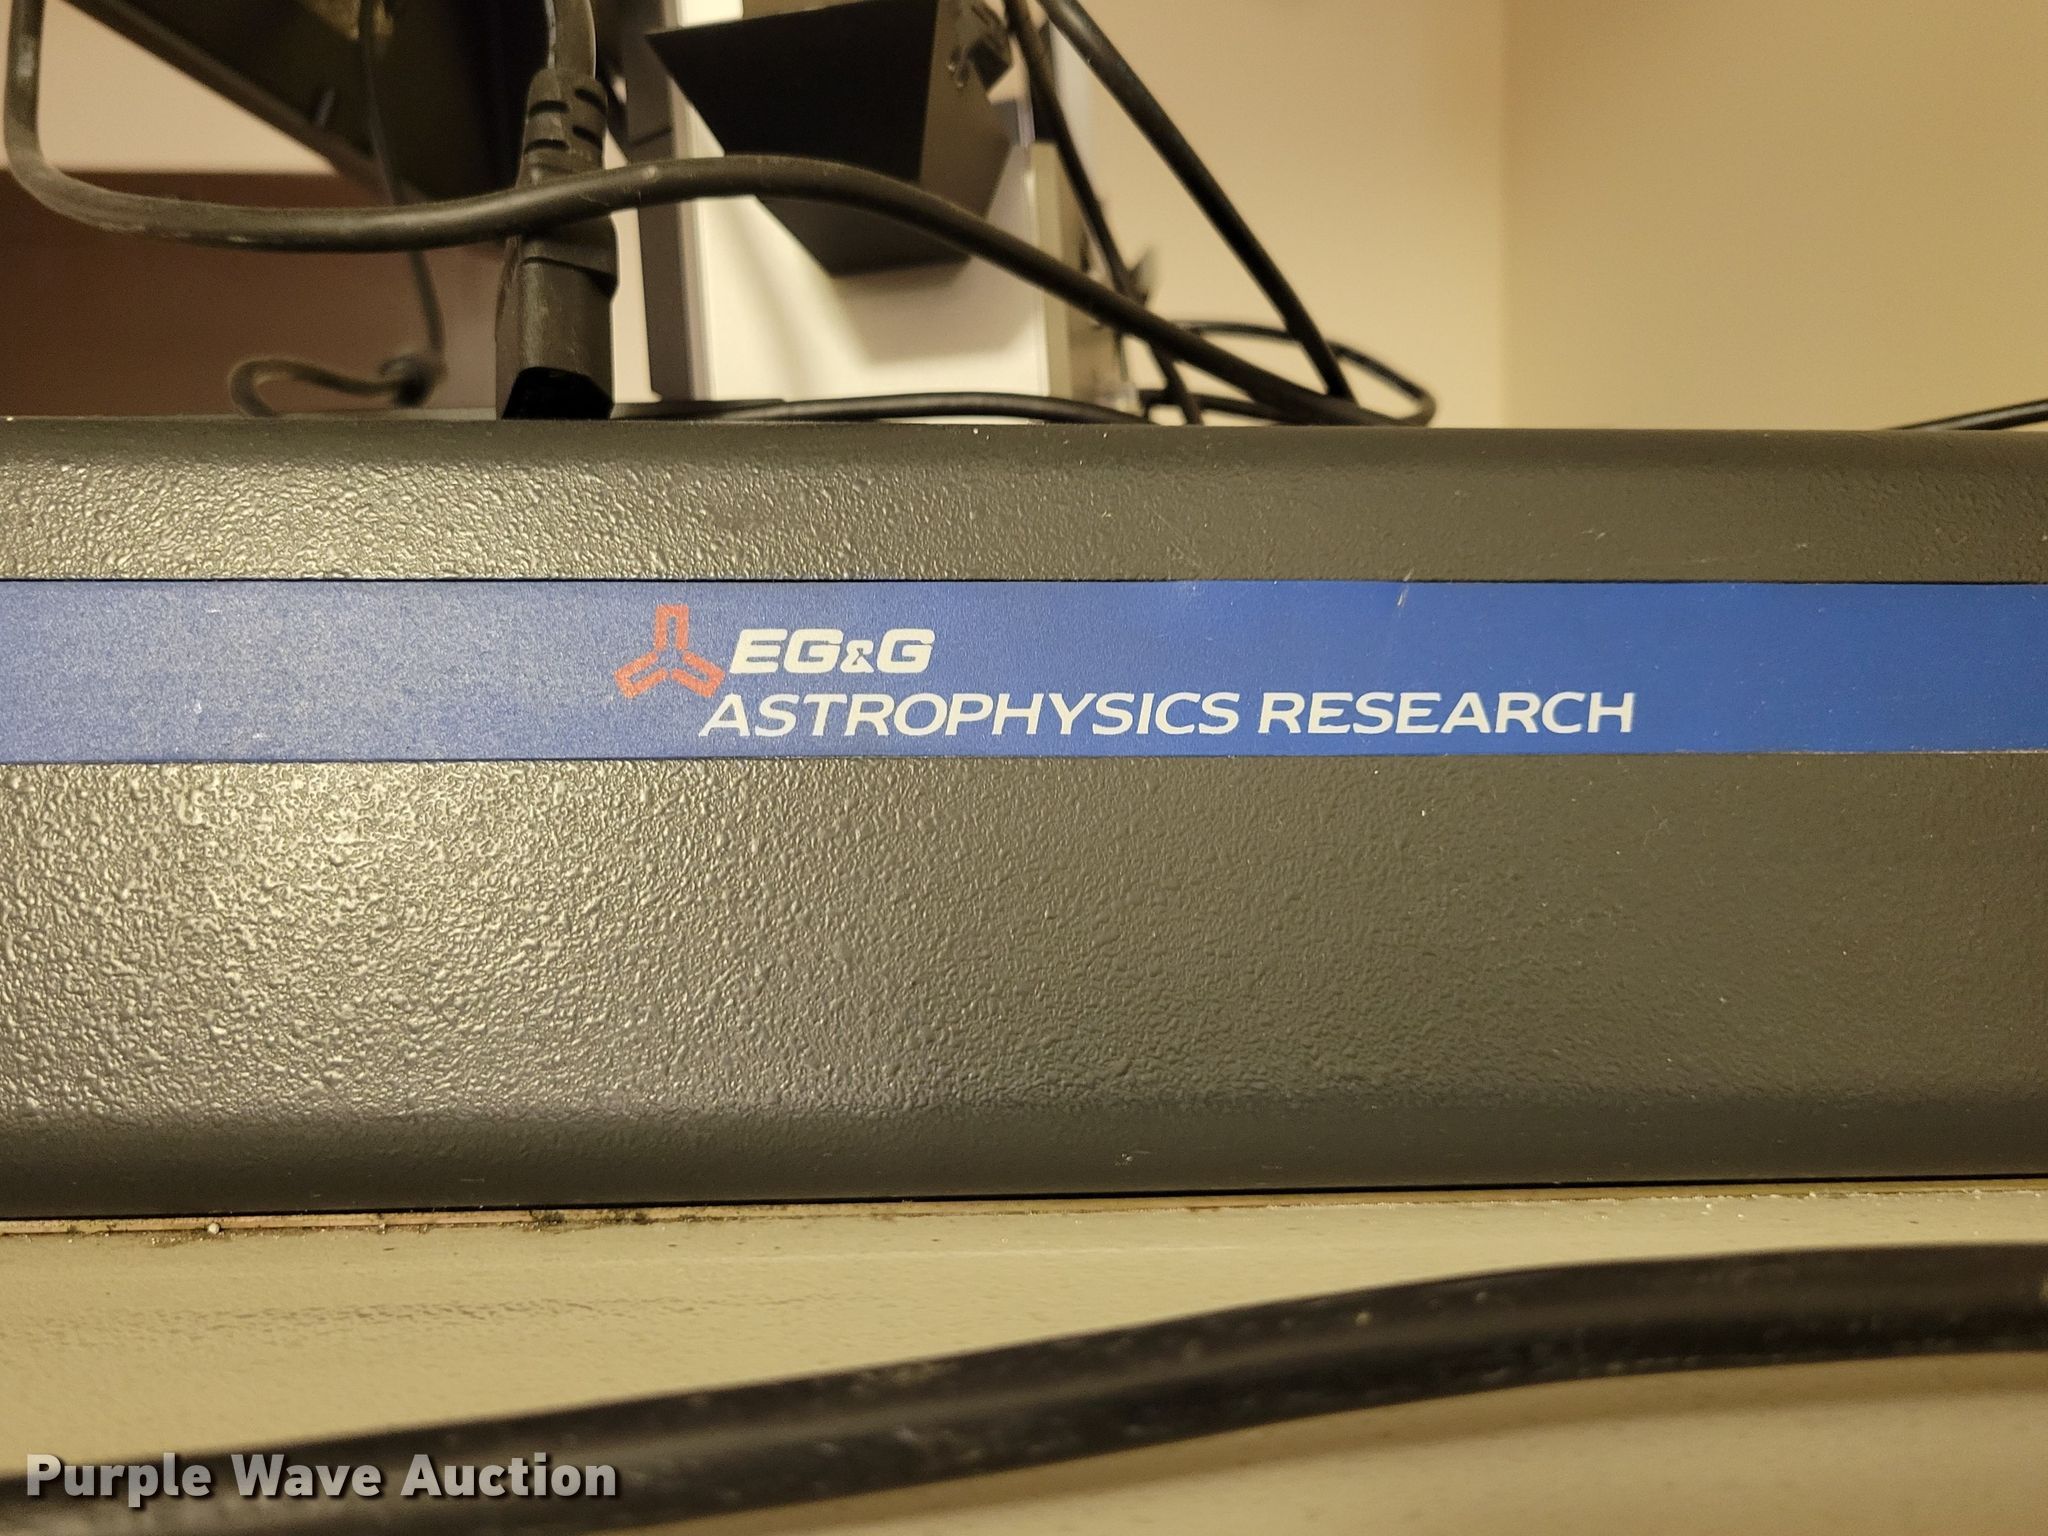 EG&G
ASTROPHYSICS RESEARCH
Purple Wave Auction